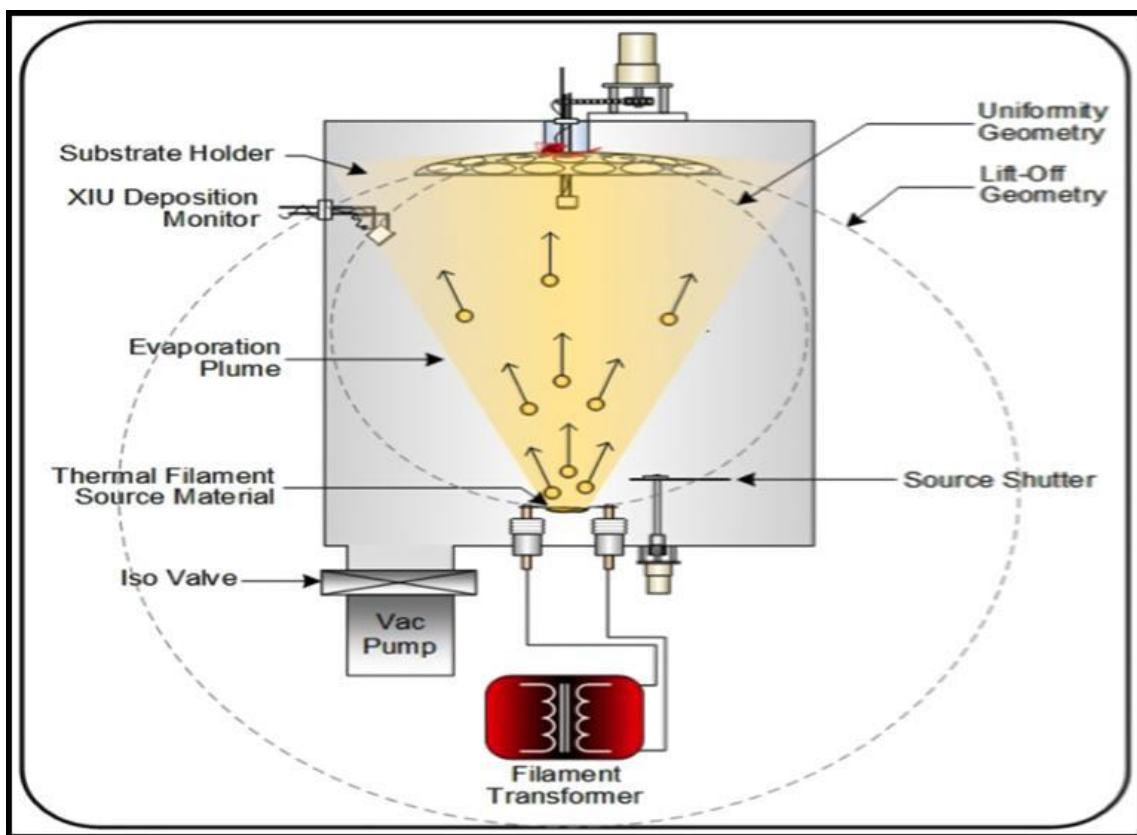 Uniformity
Geometry
Substrate Holder
Lift-Off
Geometry
XIU Deposition
Monitor
Evaporation
Plume
Thermal Filament
Source Material
Source Shutter
Iso Valve
Vac
Pump
Filament
Transformer